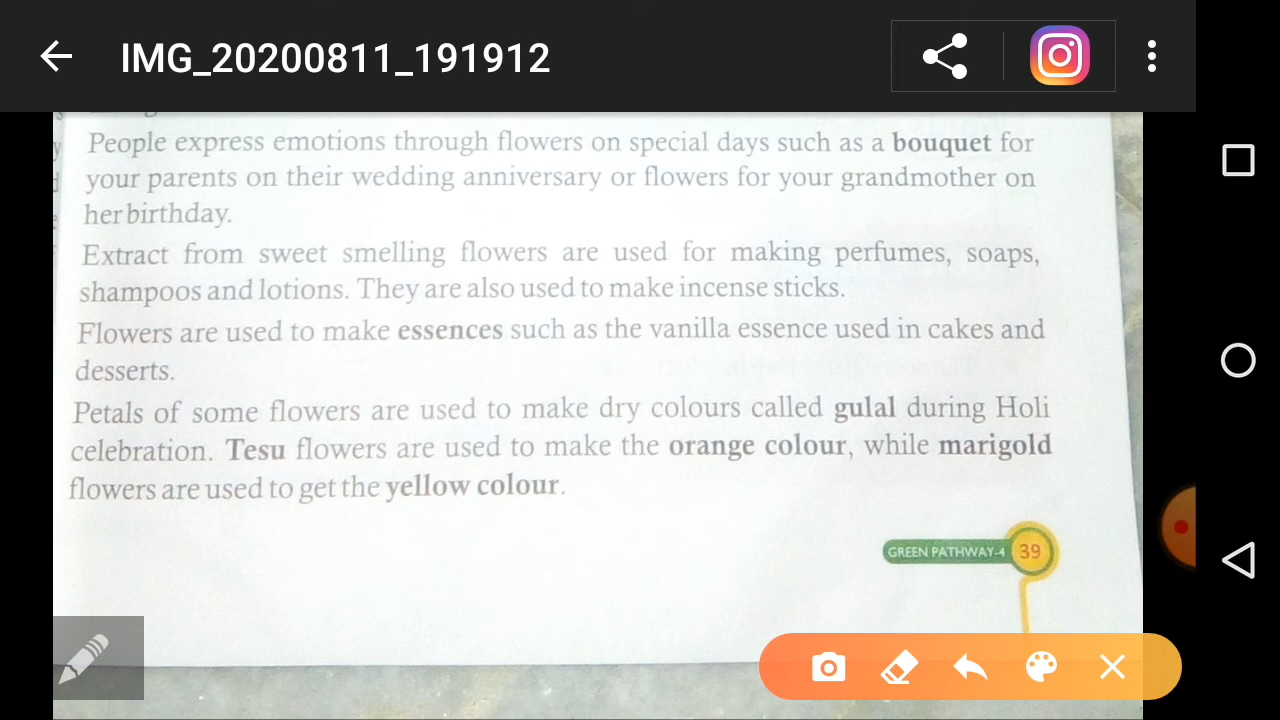 IMG_20200811_191912
People express emotions through flowers on special days such as a bouquet for
your parents on their wedding anniversary or flowers for your grandmother on
her birthday.
Extract from sweet smelling flowers are used for making perfumes, soaps,
shampoos and lotions. They are also used to make incense sticks.
Flowers are used to make essences such as the vanilla essence used in cakes and
desserts.
Petals of some flowers are used to make dry colours called gulal during Holi
celebration. Tesu flowers are used to make the orange colour, while marigold
flowers are used to get the yellow colour.
GREEN PATHWAY-4 39